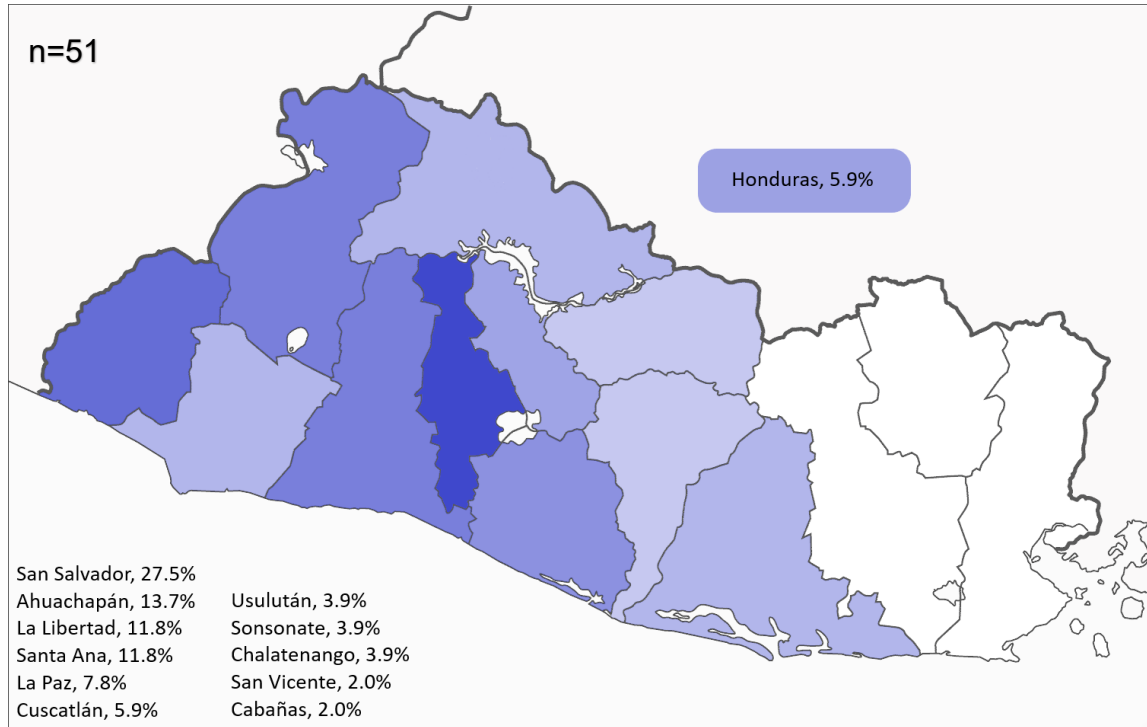 n=51
Honduras, 5.9%
San Salvador, 27.5%
Ahuachapán, 13.7%
La Libertad, 11.8%
Santa Ana, 11.8%
La Paz, 7.8%
Cuscatlán, 5.9%
Usulután, 3.9%
Sonsonate, 3.9%
Chalatenango, 3.9%
San Vicente, 2.0%
Cabañas, 2.0%